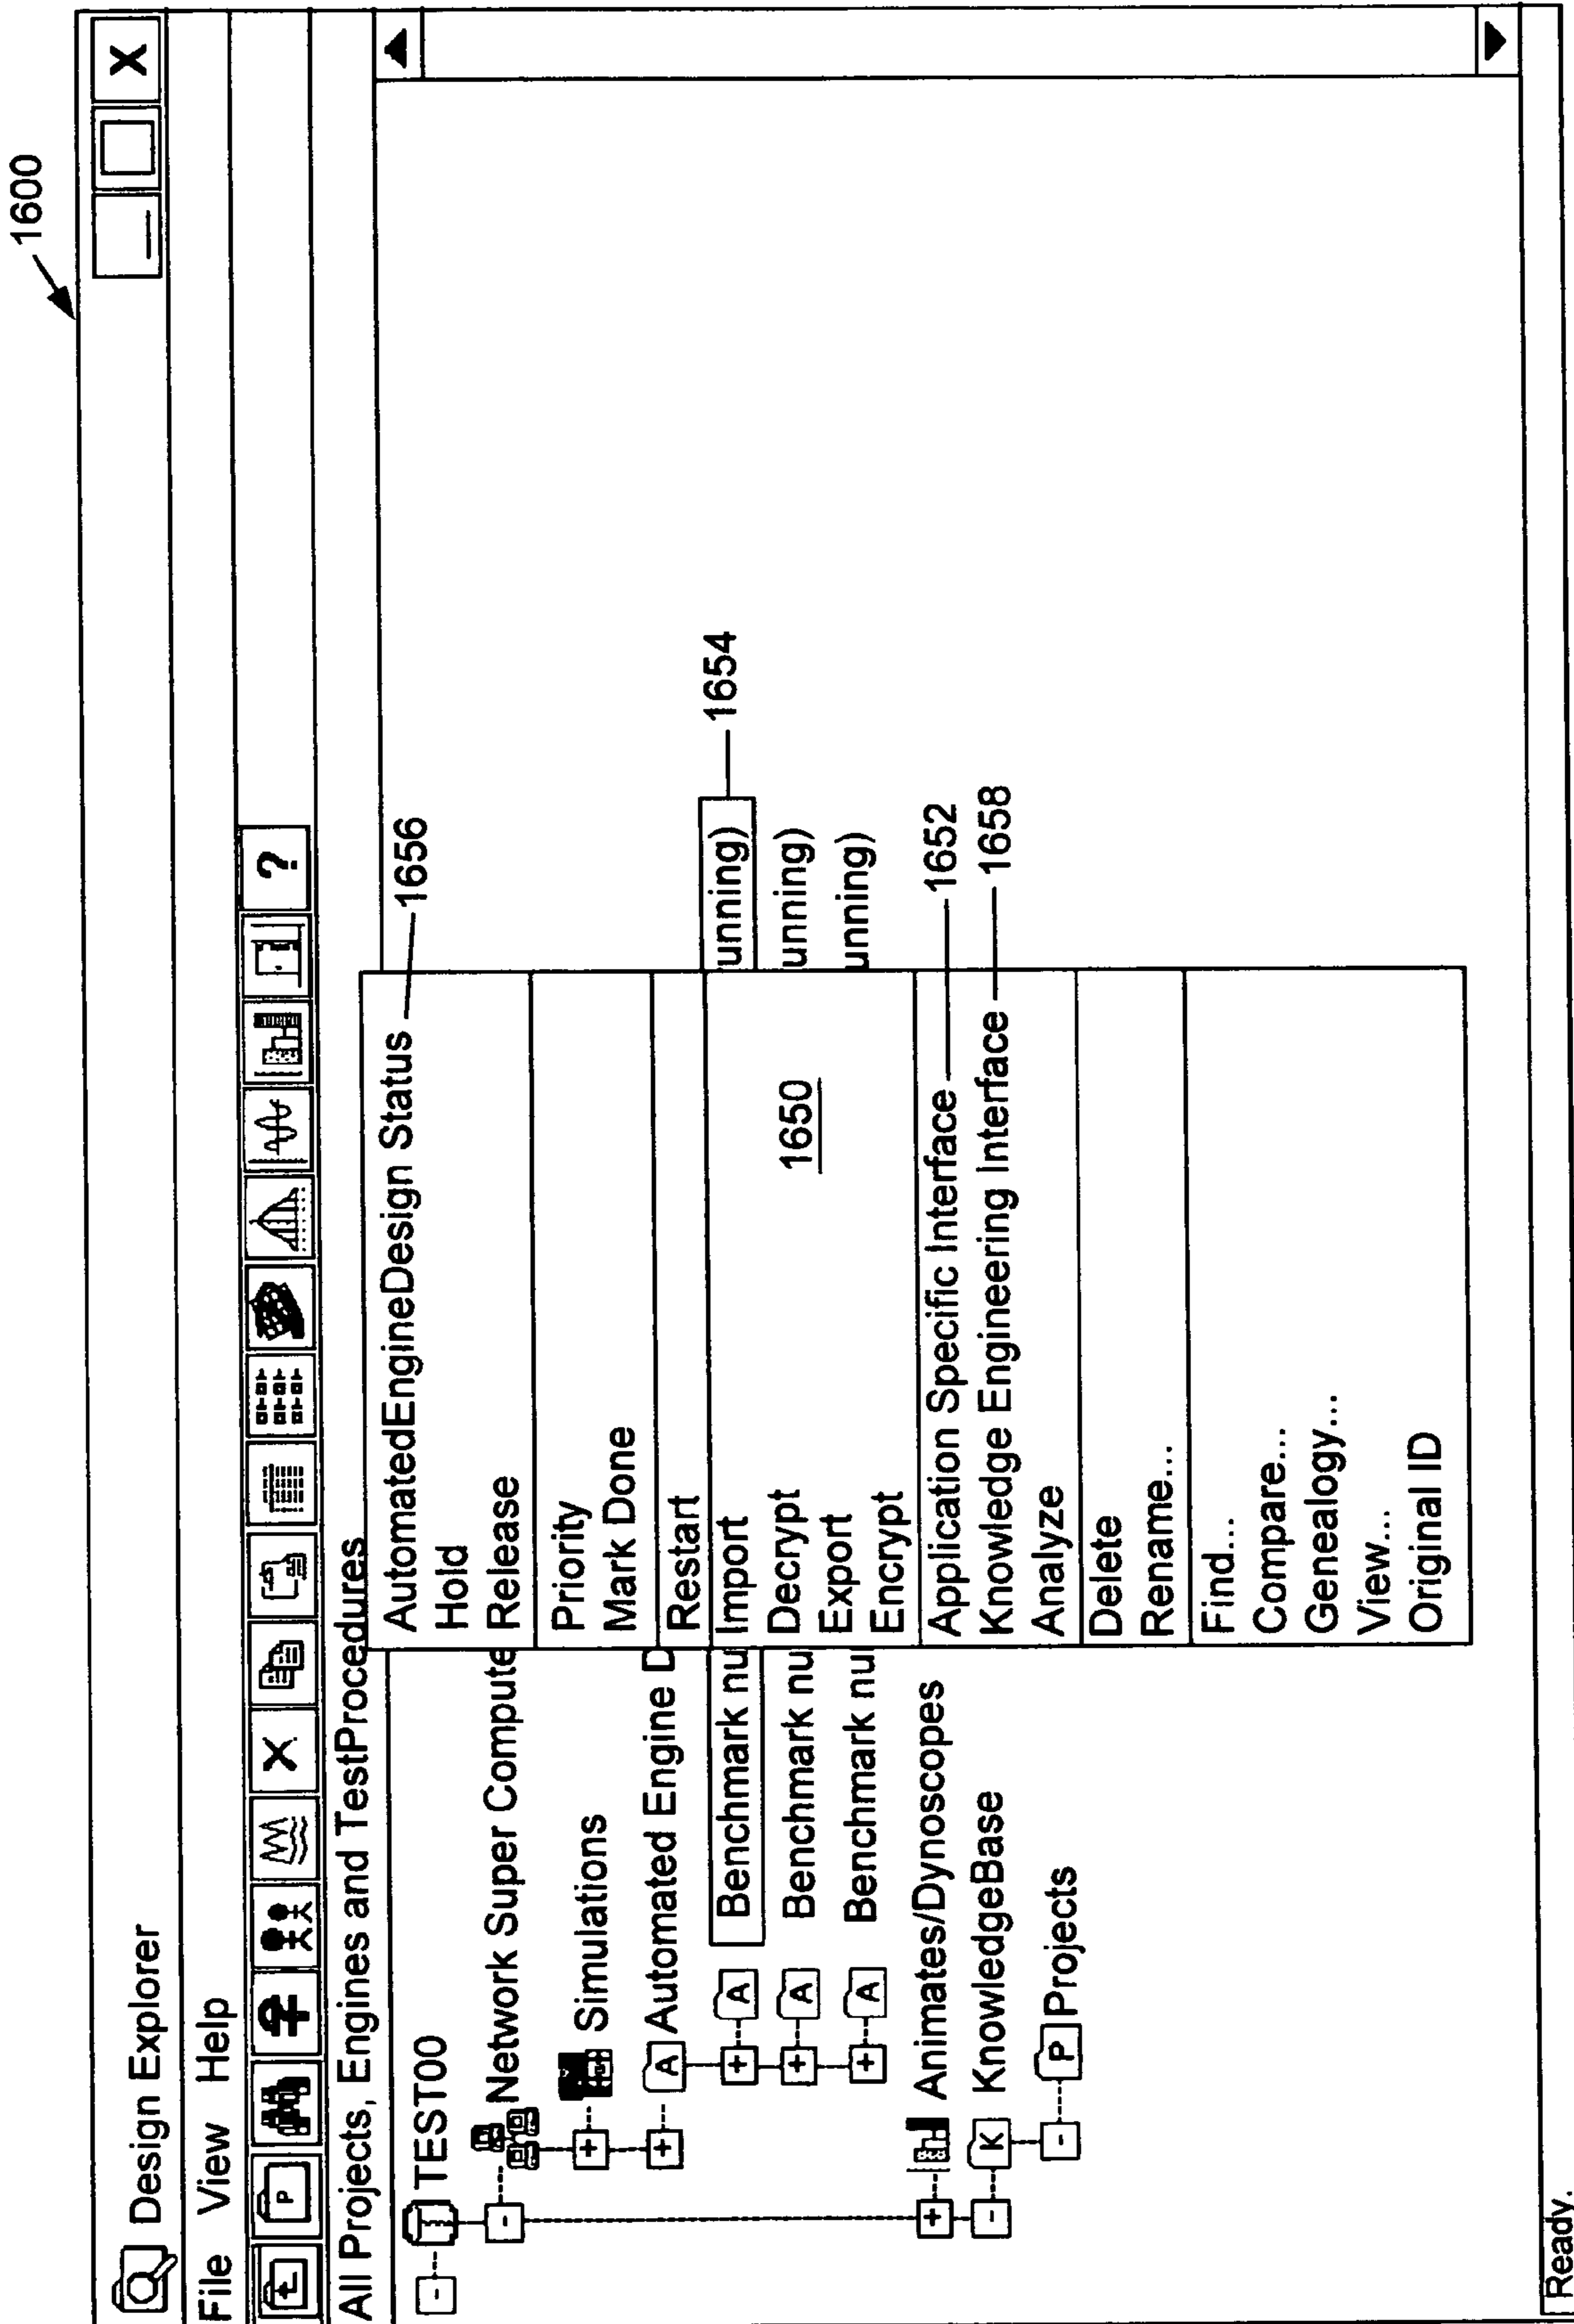 1600
Design Explorer
X
File View Help
P
X
?
All Projects, Engines and TestProcedures
TEST00
Network Super Compute
Simulations
A Automated Engine D
A Benchmark nu
unning)
1654
A Benchmark nu
unning)
A Benchmark nu
unning)
Animates/Dynoscopes
K KnowledgeBase
P Projects
AutomatedEngineDesign Status
1656
Hold
Release
Priority
Mark Done
Restart
Import
Decrypt
1650
Export
Encrypt
Application Specific Interface
1652
Knowledge Engineering Interface
1658
Analyze
Delete
Rename...
Find...
Compare...
Genealogy...
View...
Original ID
Ready.